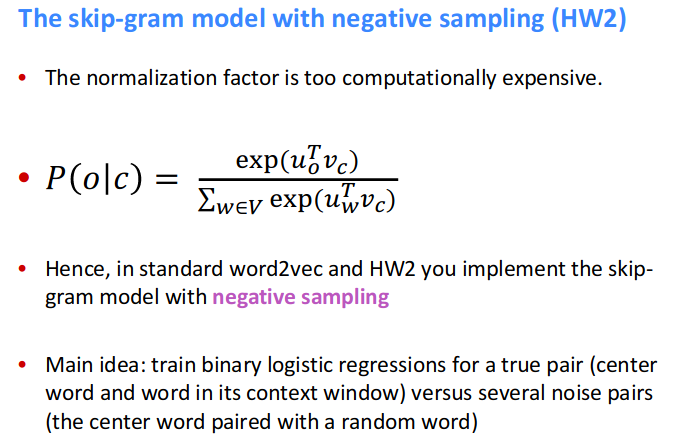 The skip-gram model with negative sampling (HW2)
• The normalization factor is too computationally expensive.
• P(o|c) = exp(u_o^T v_c) / ∑_{w∈V} exp(u_w^T v_c)
• Hence, in standard word2vec and HW2 you implement the skip-
gram model with negative sampling
• Main idea: train binary logistic regressions for a true pair (center
word and word in its context window) versus several noise pairs
(the center word paired with a random word)